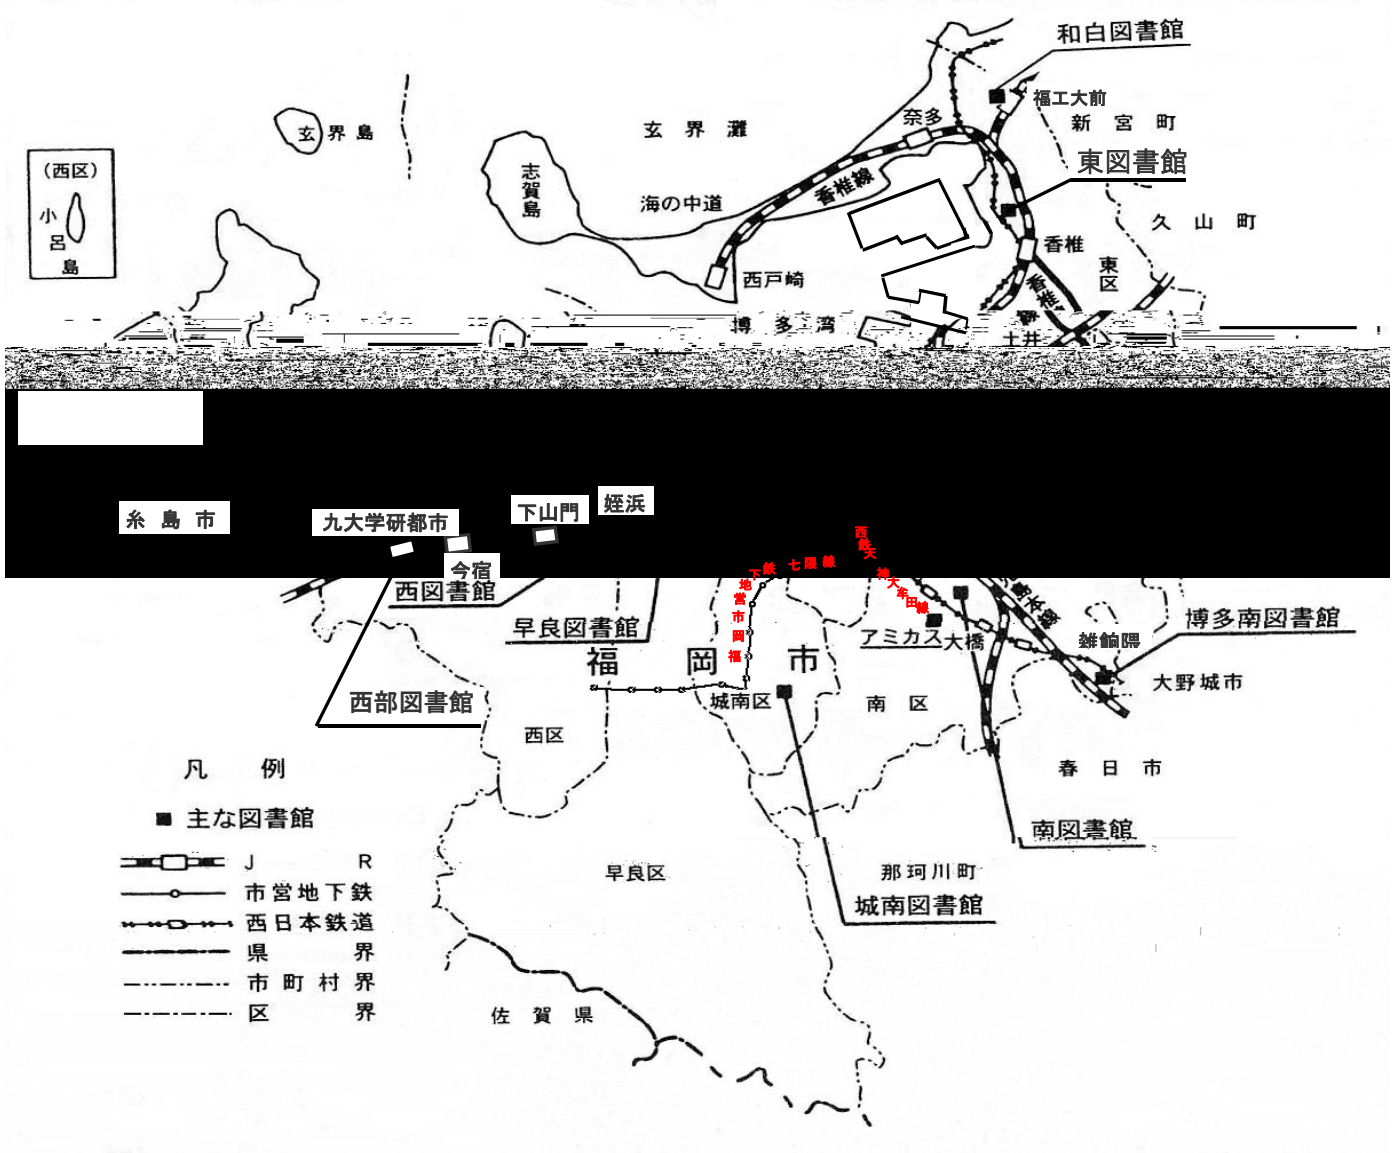 和白図書館
福工大前
奈多
新宮町
玄界島
玄界灘
東図書館
(西区)
小呂島
志賀島
海の中道
香椎線
久山町
香椎
東区
西戸崎
香椎線
博多湾
土井
糸島市
九大学研都市
下山門
姪浜
今宿
西鉄天神大牟田線
福岡市営地下鉄七隈線
西図書館
早良図書館
アミカス
大橋
島本線
雑餉隈
博多南図書館
福岡市
西部図書館
城南区
南区
大野城市
西区
春日市
凡例
主な図書館
南図書館
JR
早良区
那珂川町
市営地下鉄
城南図書館
西日本鉄道
県界
市町村界
区界
佐賀県